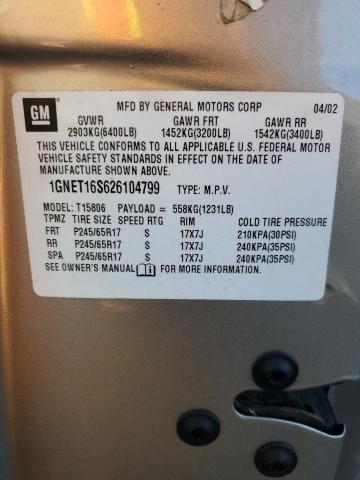 GM
MFD BY GENERAL MOTORS CORP 04/02
GVWR GAWR FRT GAWR RR
2903KG(6400LB) 1452KG(3200LB) 1542KG(3400LB)
THIS VEHICLE CONFORMS TO ALL APPLICABLE U.S. FEDERAL MOTOR
VEHICLE SAFETY STANDARDS IN EFFECT ON THE DATE OF
MANUFACTURE SHOWN ABOVE.
1GNET16S626104799 TYPE: M.P.V.
MODEL: T15806 PAYLOAD = 558KG(1231LB)
TPMZ TIRE SIZE SPEED RTG RIM COLD TIRE PRESSURE
FRT P245/65R17 S 17X7J 210KPA(30PSI)
RR P245/65R17 S 17X7J 240KPA(35PSI)
SPA P245/65R17 S 17X7J 240KPA(35PSI)
SEE OWNER'S MANUAL FOR MORE INFORMATION.